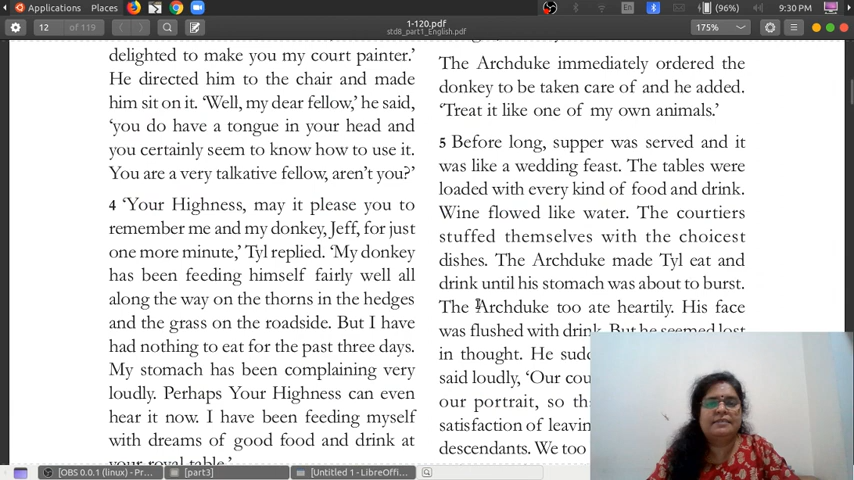 Applications Places En (96%) 9:30 PM
12 of 119 1-120.pdf 175%
std8_part1_English.pdf
delighted to make you my court painter.’
He directed him to the chair and made
him sit on it. ‘Well, my dear fellow,’ he said,
‘you do have a tongue in your head and
you certainly seem to know how to use it.
You are a very talkative fellow, aren’t you?’
4 ‘Your Highness, may it please you to
remember me and my donkey, Jeff, for just
one more minute,’ Tyl replied. ‘My donkey
has been feeding himself fairly well all
along the way on the thorns in the hedges
and the grass on the roadside. But I have
had nothing to eat for the past three days.
My stomach has been complaining very
loudly. Perhaps Your Highness can even
hear it now. I have been feeding myself
with dreams of good food and drink at
your royal table.’
The Archduke immediately ordered the
donkey to be taken care of and he added.
‘Treat it like one of my own animals.’
5 Before long, supper was served and it
was like a wedding feast. The tables were
loaded with every kind of food and drink.
Wine flowed like water. The courtiers
stuffed themselves with the choicest
dishes. The Archduke made Tyl eat and
drink until his stomach was about to burst.
The Archduke too ate heartily. His face
was flushed with drink. But he seemed lost
in thought. He
said loudly, ‘Our
our portrait, so
satisfaction of
descendants. We too
[OBS 0.0.1 (linux) - Pr... [part3] [Untitled 1 - LibreOffi...